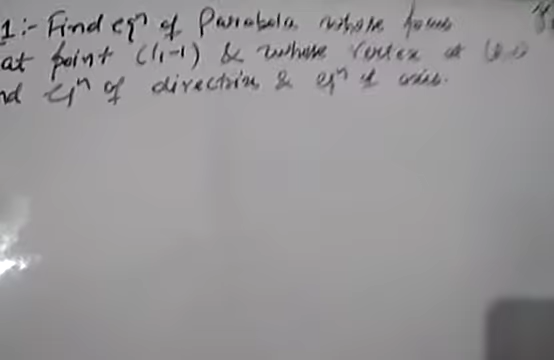 1:- Find eqn of Parabola whose focus
at point (1,-1) & whose vertex at
nd eqn of directrix & eqn of axis.